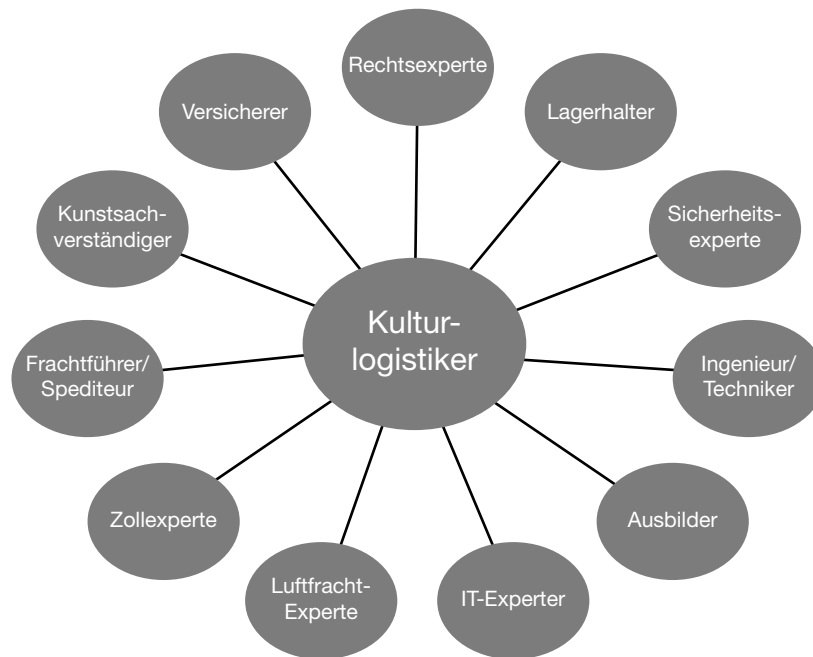 Rechtsexperte
Versicherer
Lagerhalter
Kunstsach-
verständiger
Sicherheits-
experte
Kultur-
logistiker
Frachtführer/
Spediteur
Ingenieur/
Techniker
Zollexperte
Ausbilder
Luftfracht-
Experte
IT-Experter